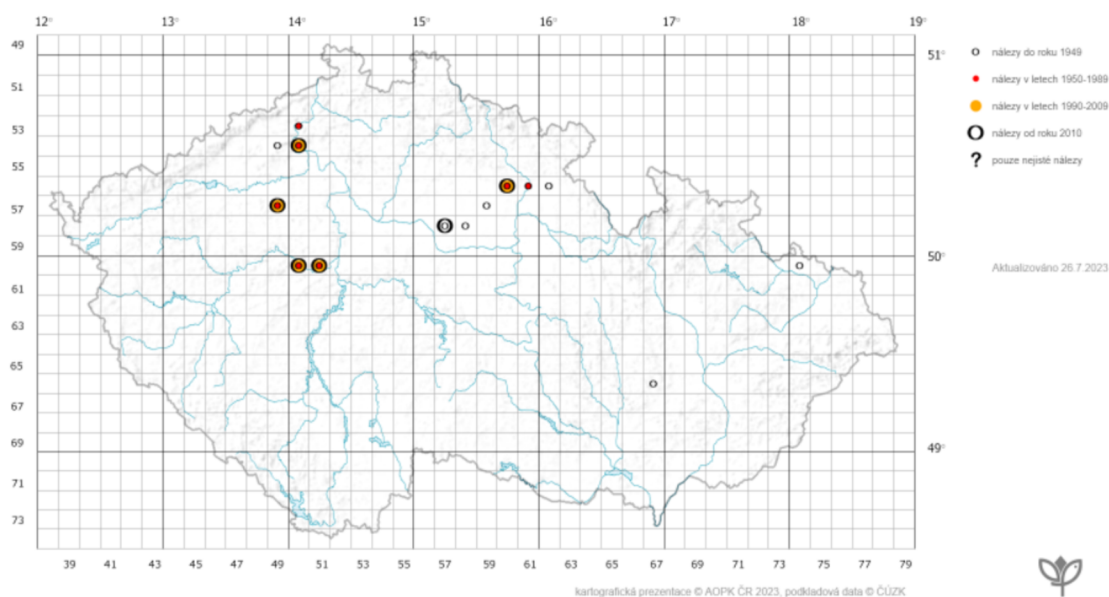 12° 13° 14° 15° 16° 17° 18° 19°
49
51
53
55
57
59
61
63
65
67
69
71
73
51°
50°
49°
nálezy do roku 1949
nálezy v letech 1950-1989
nálezy v letech 1990-2009
nálezy od roku 2010
? pouze nejisté nálezy
Aktualizováno 26.7.2023
39 41 43 45 47 49 51 53 55 57 59 61 63 65 67 69 71 73 75 77 79
kartografická prezentace © AOPK ČR 2023, podkladová data © ČÚZK